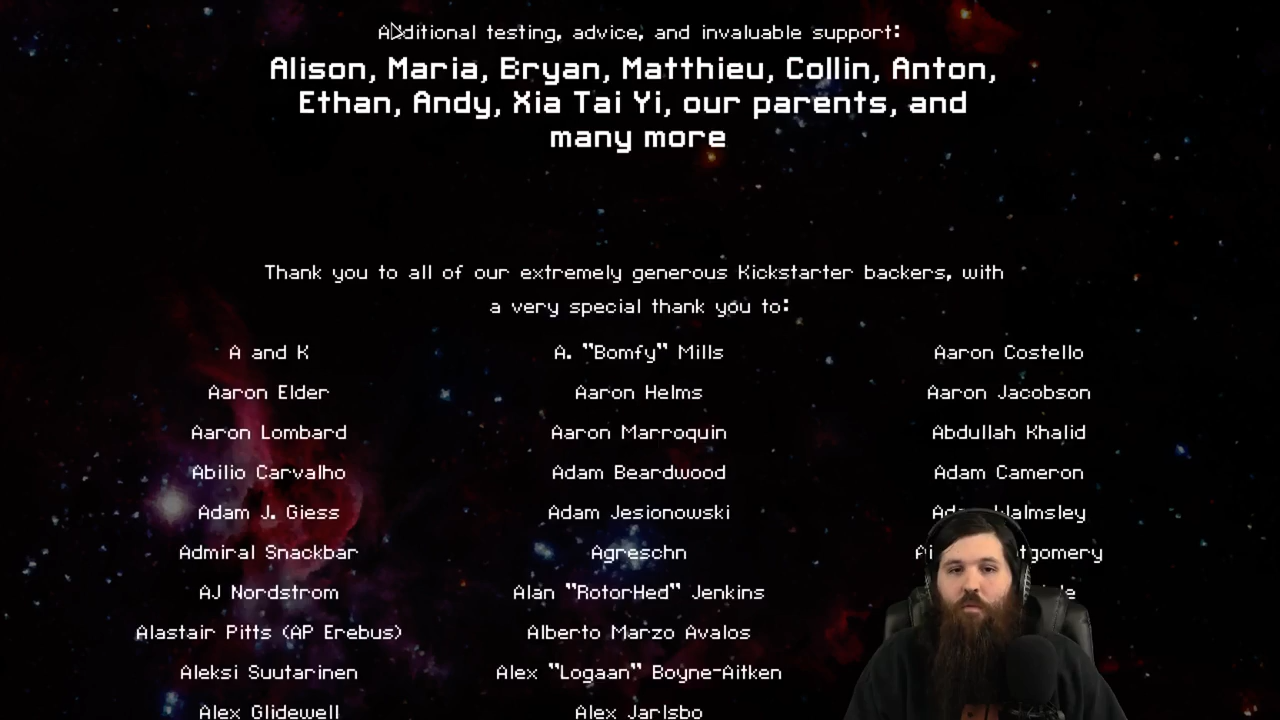 Additional testing, advice, and invaluable support:
Alison, Maria, Bryan, Matthieu, Collin, Anton,
Ethan, Andy, Xia Tai Yi, our parents, and
many more
Thank you to all of our extremely generous Kickstarter backers, with
a very special thank you to:
A and K A. "Bomfy" Mills Aaron Costello
Aaron Elder Aaron Helms Aaron Jacobson
Aaron Lombard Aaron Marroquin Abdullah Khalid
Abilio Carvalho Adam Beardwood Adam Cameron
Adam J. Giess Adam Jesionowski Walmsley
Admiral Snackbar Agreschn
AJ Nordstrom Alan "RotorHed" Jenkins
Alastair Pitts (AP Erebus) Alberto Marzo Avalos
Aleksi Suutarinen Alex "Logaan" Boyne-Aitken
Alex Glidewell Alex Jarlsbo